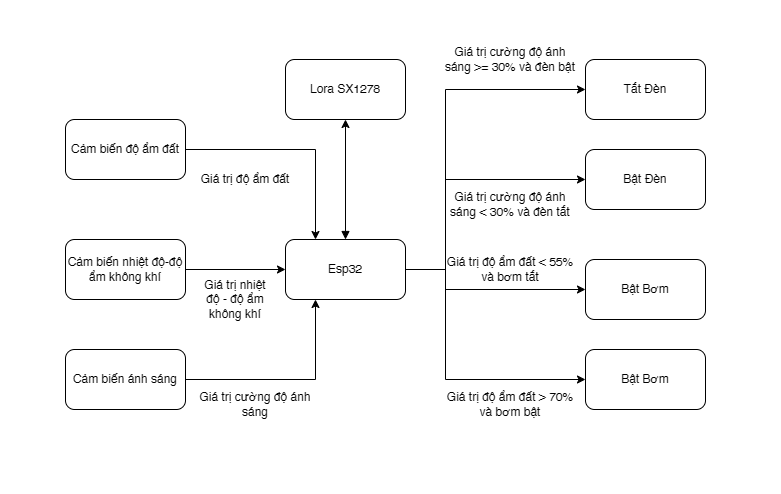 Giá trị cường độ ánh
sáng >= 30% và đèn bật
Lora SX1278
Tắt Đèn
Cảm biến độ ẩm đất
Giá trị độ ẩm đất
Bật Đèn
Giá trị cường độ ánh
sáng < 30% và đèn tắt
Cảm biến nhiệt độ-độ
ẩm không khí
Giá trị nhiệt
độ - độ ẩm
không khí
Esp32
Giá trị độ ẩm đất < 55%
và bơm tắt
Bật Bơm
Cảm biến ánh sáng
Giá trị cường độ ánh
sáng
Bật Bơm
Giá trị độ ẩm đất > 70%
và bơm bật